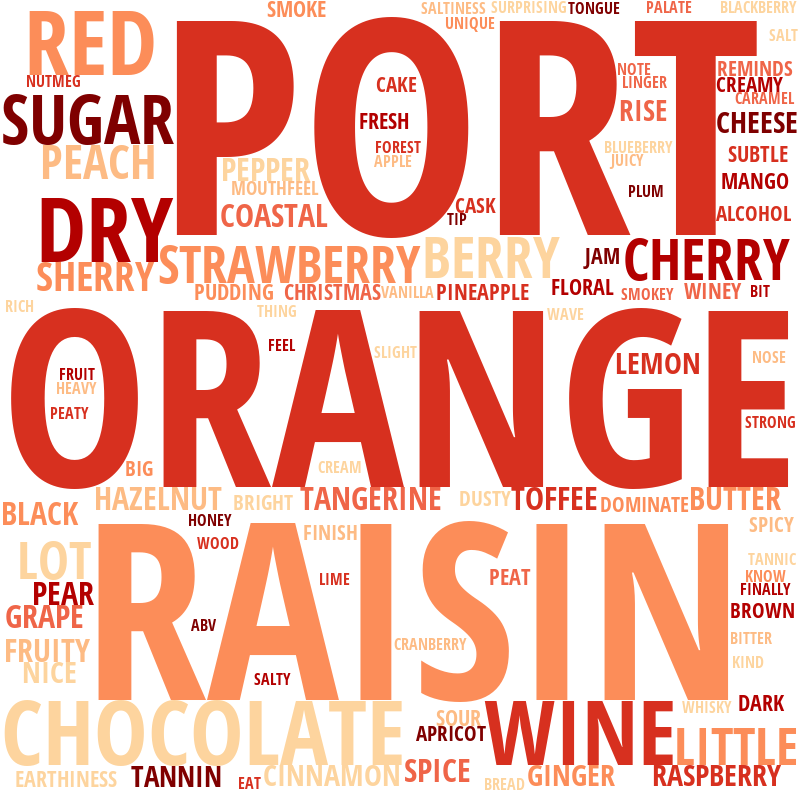 SMOKE
SALTINESS
SURPRISING
TONGUE
PALATE
BLACKBERRY
UNIQUE
RED
PORT
SALT
NUTMEG
CAKE
NOTE
LINGER
REMINDS
CREAMY
CARAMEL
SUGAR
FRESH
RISE
CHEESE
PEACH
FOREST
APPLE
BLUEBERRY
JUICY
SUBTLE
PEPPER
MOUTHFEEL
PLUM
MANGO
DRY
COASTAL
CASK
TIP
ALCOHOL
SHERRY
STRAWBERRY
BERRY
JAM
CHERRY
PUDDING
CHRISTMAS
VANILLA
PINEAPPLE
FLORAL
SMOKEY
WINEY
BIT
RICH
THING
WAVE
ORANGE
FEEL
SLIGHT
LEMON
NOSE
FRUIT
HEAVY
PEATY
STRONG
BIG
CREAM
BLACK
HAZELNUT
BRIGHT
TANGERINE
DUSTY
TOFFEE
DOMINATE
BUTTER
HONEY
WOOD
FINISH
SPICY
RAISIN
LOT
LIME
PEAT
TANNIC
KNOW
FINALLY
PEAR
GRAPE
ABV
BROWN
FRUITY
NICE
CRANBERRY
BITTER
KIND
SALTY
CHOCOLATE
SOUR
APRICOT
WINE
WHISKY
DARK
LITTLE
EARTHINESS
TANNIN
EAT
CINNAMON
SPICE
BREAD
GINGER
RASPBERRY